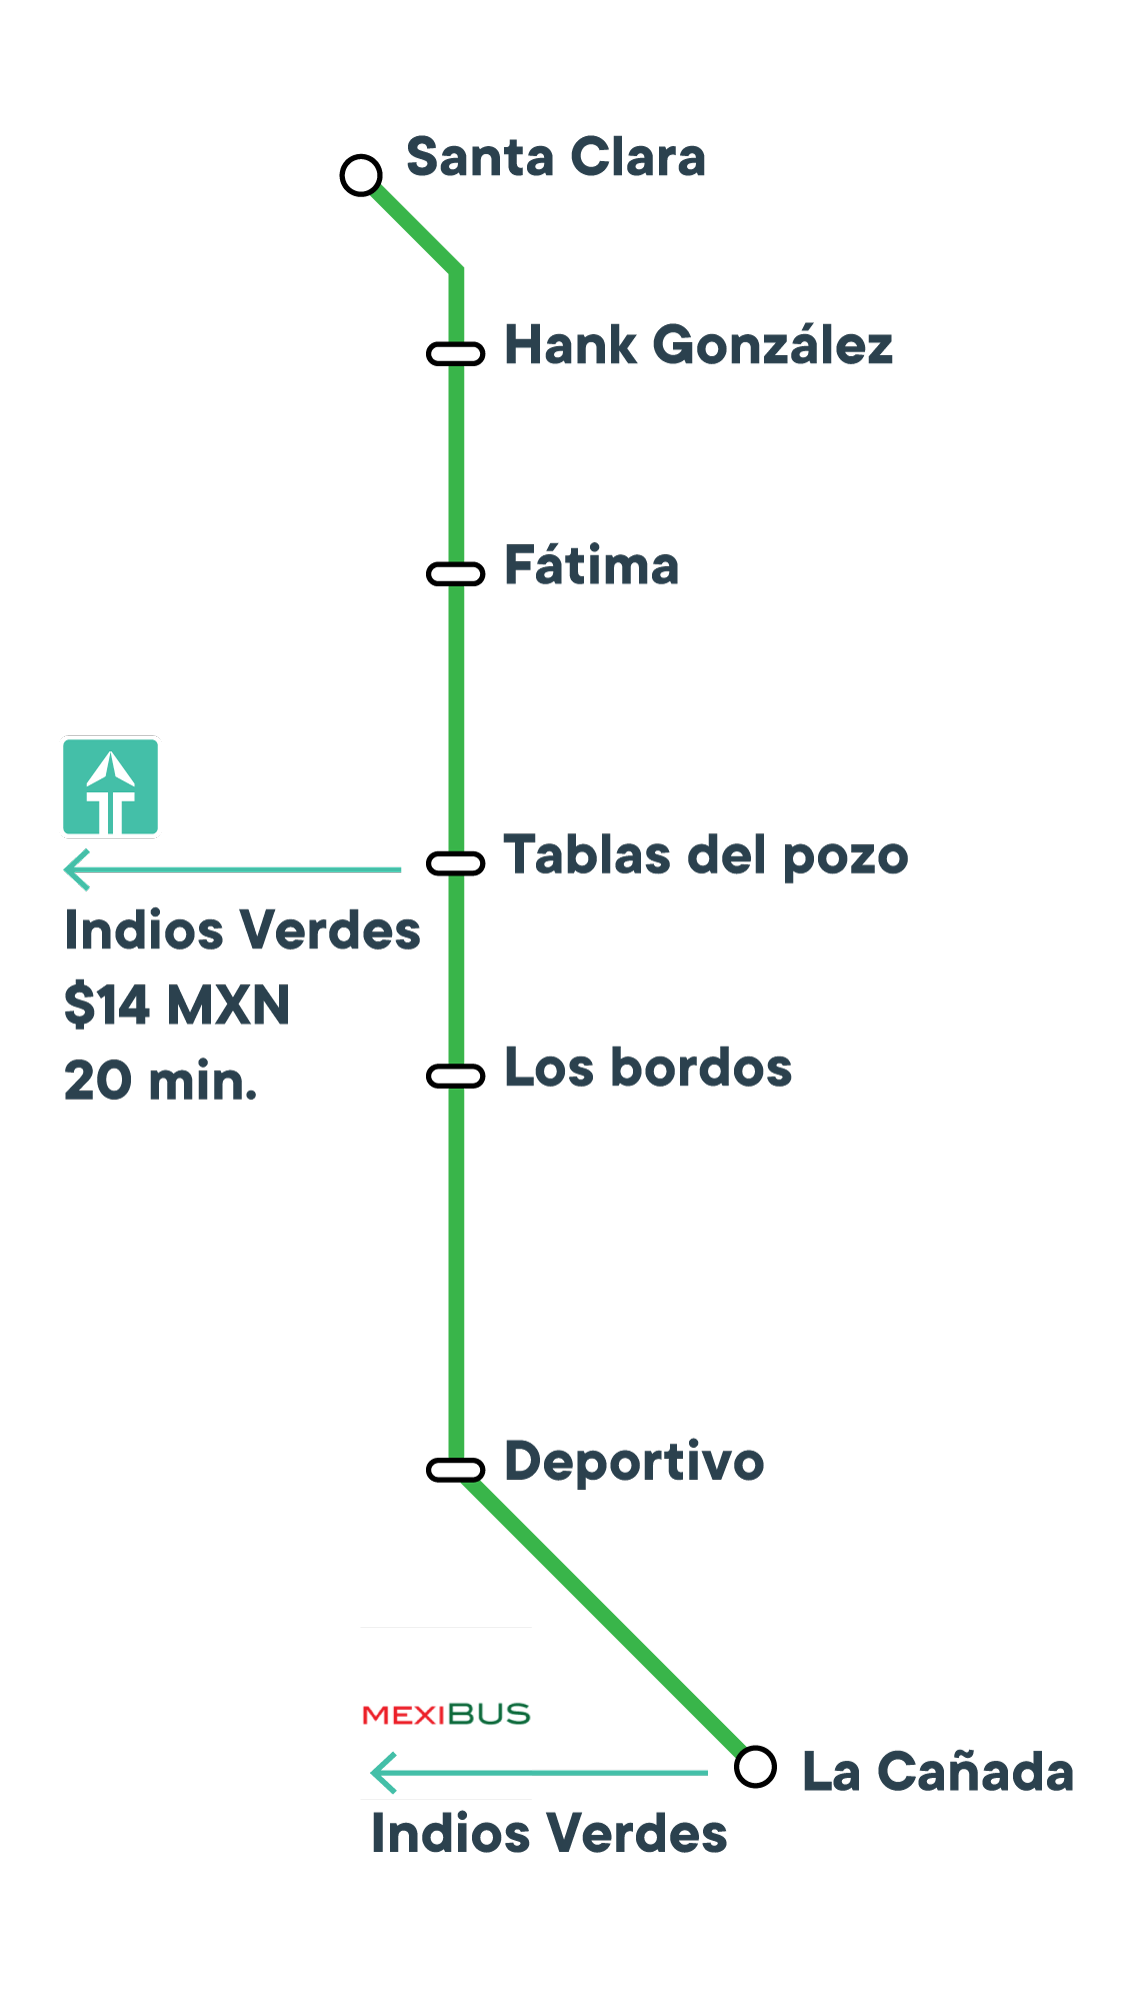 Santa Clara
Hank González
Fátima
Tablas del pozo
Indios Verdes
$14 MXN
20 min.
Los bordos
Deportivo
MEXIBUS
La Cañada
Indios Verdes